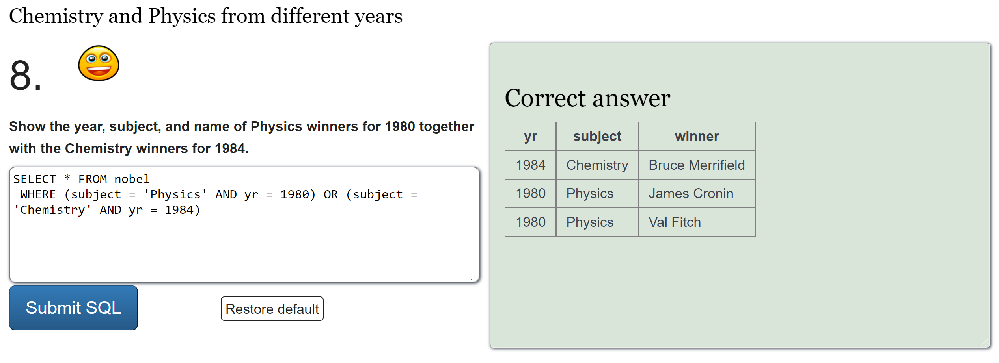 Chemistry and Physics from different years
8.
Show the year, subject, and name of Physics winners for 1980 together
with the Chemistry winners for 1984.
SELECT * FROM nobel
WHERE (subject = 'Physics' AND yr = 1980) OR (subject =
'Chemistry' AND yr = 1984)
Submit SQL
Restore default
Correct answer
yr subject winner
1984 Chemistry Bruce Merrifield
1980 Physics James Cronin
1980 Physics Val Fitch